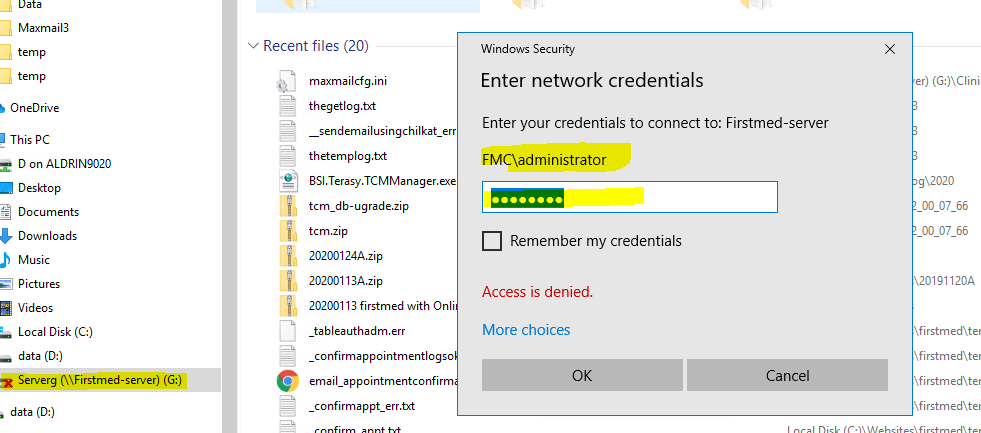 Data
Maxmail3
temp
temp
OneDrive
This PC
D on ALDRIN9020
Desktop
Documents
Downloads
Music
Pictures
Videos
Local Disk (C:)
data (D:)
Serverg (\\Firstmed-server) (G:)
data (D:)
Recent files (20)
maxmailcfg.ini
thegetlog.txt
__sendemailusingchilkat_err
thetemplog.txt
BSI.Terasy.TCMManager.exe
tcm_db-ugrade.zip
tcm.zip
20200124A.zip
20200113A.zip
20200113 firstmed with Onlin
_tableauthadm.err
_confirmappointmentlogsok
email_appointmentconfirma
_confirmappt_err.txt
_confirm_appt.txt
Windows Security
Enter network credentials
Enter your credentials to connect to: Firstmed-server
FMC\administrator
Remember my credentials
Access is denied.
More choices
OK
Cancel
er) (G:)\Clinic
3
3
3
og\2020
2_00_07_66
2_00_07_66
\20191120A
\firstmed\ter
\firstmed\ter
\firstmed\ter
\firstmed\ter
Local Disk (C:)\Websites\firstmed\ter